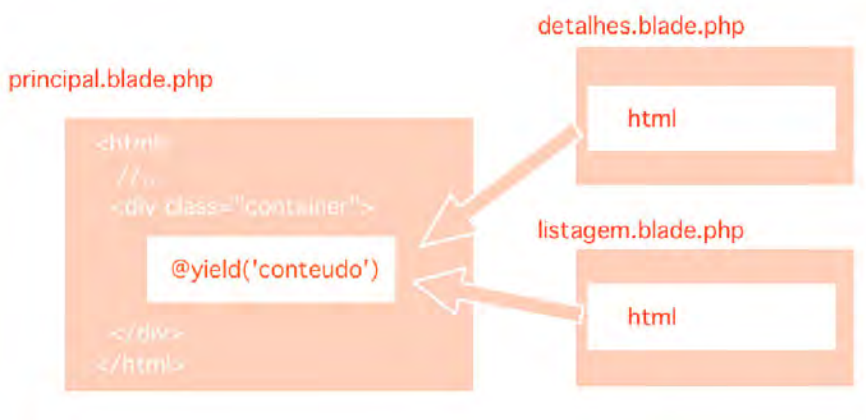 detalhes.blade.php
principal.blade.php
html
<html>
//...
<div class="container">
@yield('conteudo')
</div>
</html>
listagem.blade.php
html